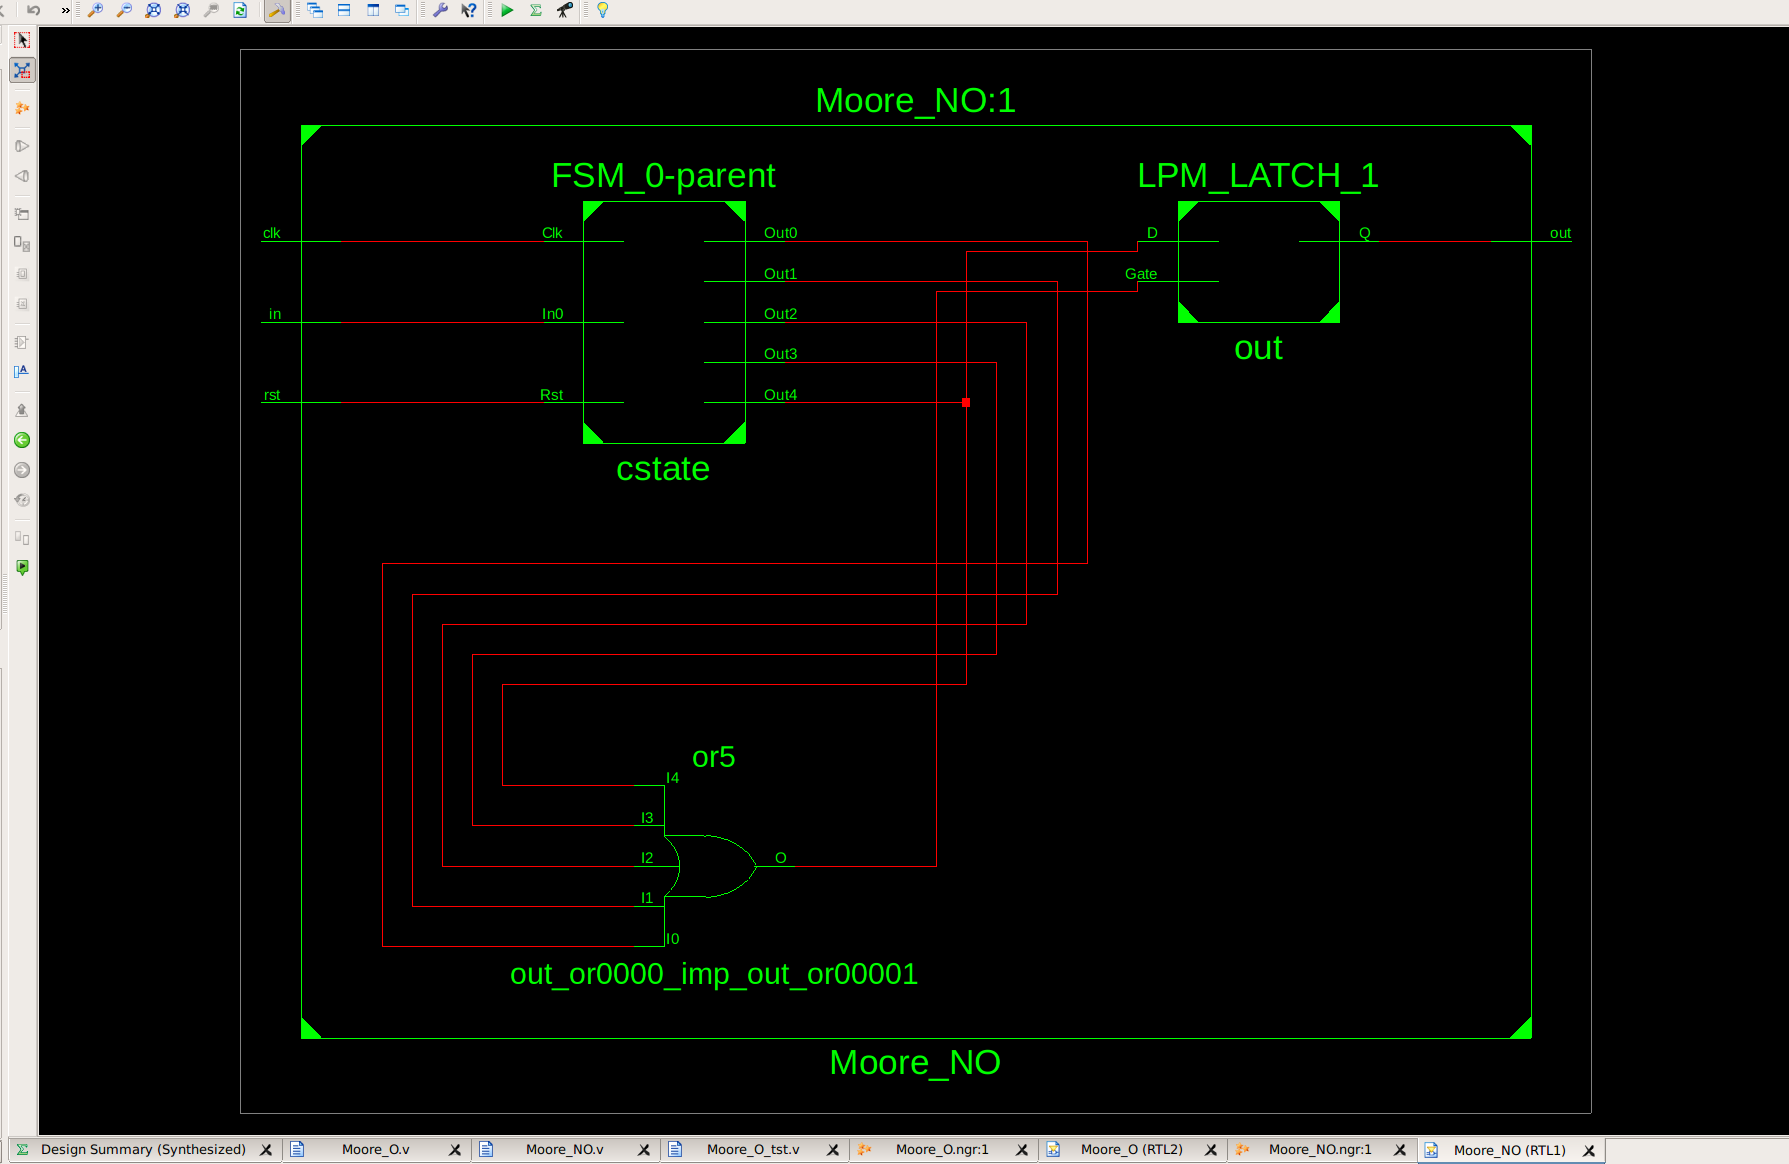 Moore_NO:1
FSM_0-parent
LPM_LATCH_1
clk
Clk
Out0
D
Q
out
Out1
Gate
in
In0
Out2
out
Out3
rst
Rst
Out4
cstate
or5
I4
I3
I2
O
I1
I0
out_or0000_imp_out_or00001
Moore_NO
Design Summary (Synthesized)
Moore_O.v
Moore_NO.v
Moore_O_tst.v
Moore_O.ngr:1
Moore_O (RTL2)
Moore_NO.ngr:1
Moore_NO (RTL1)